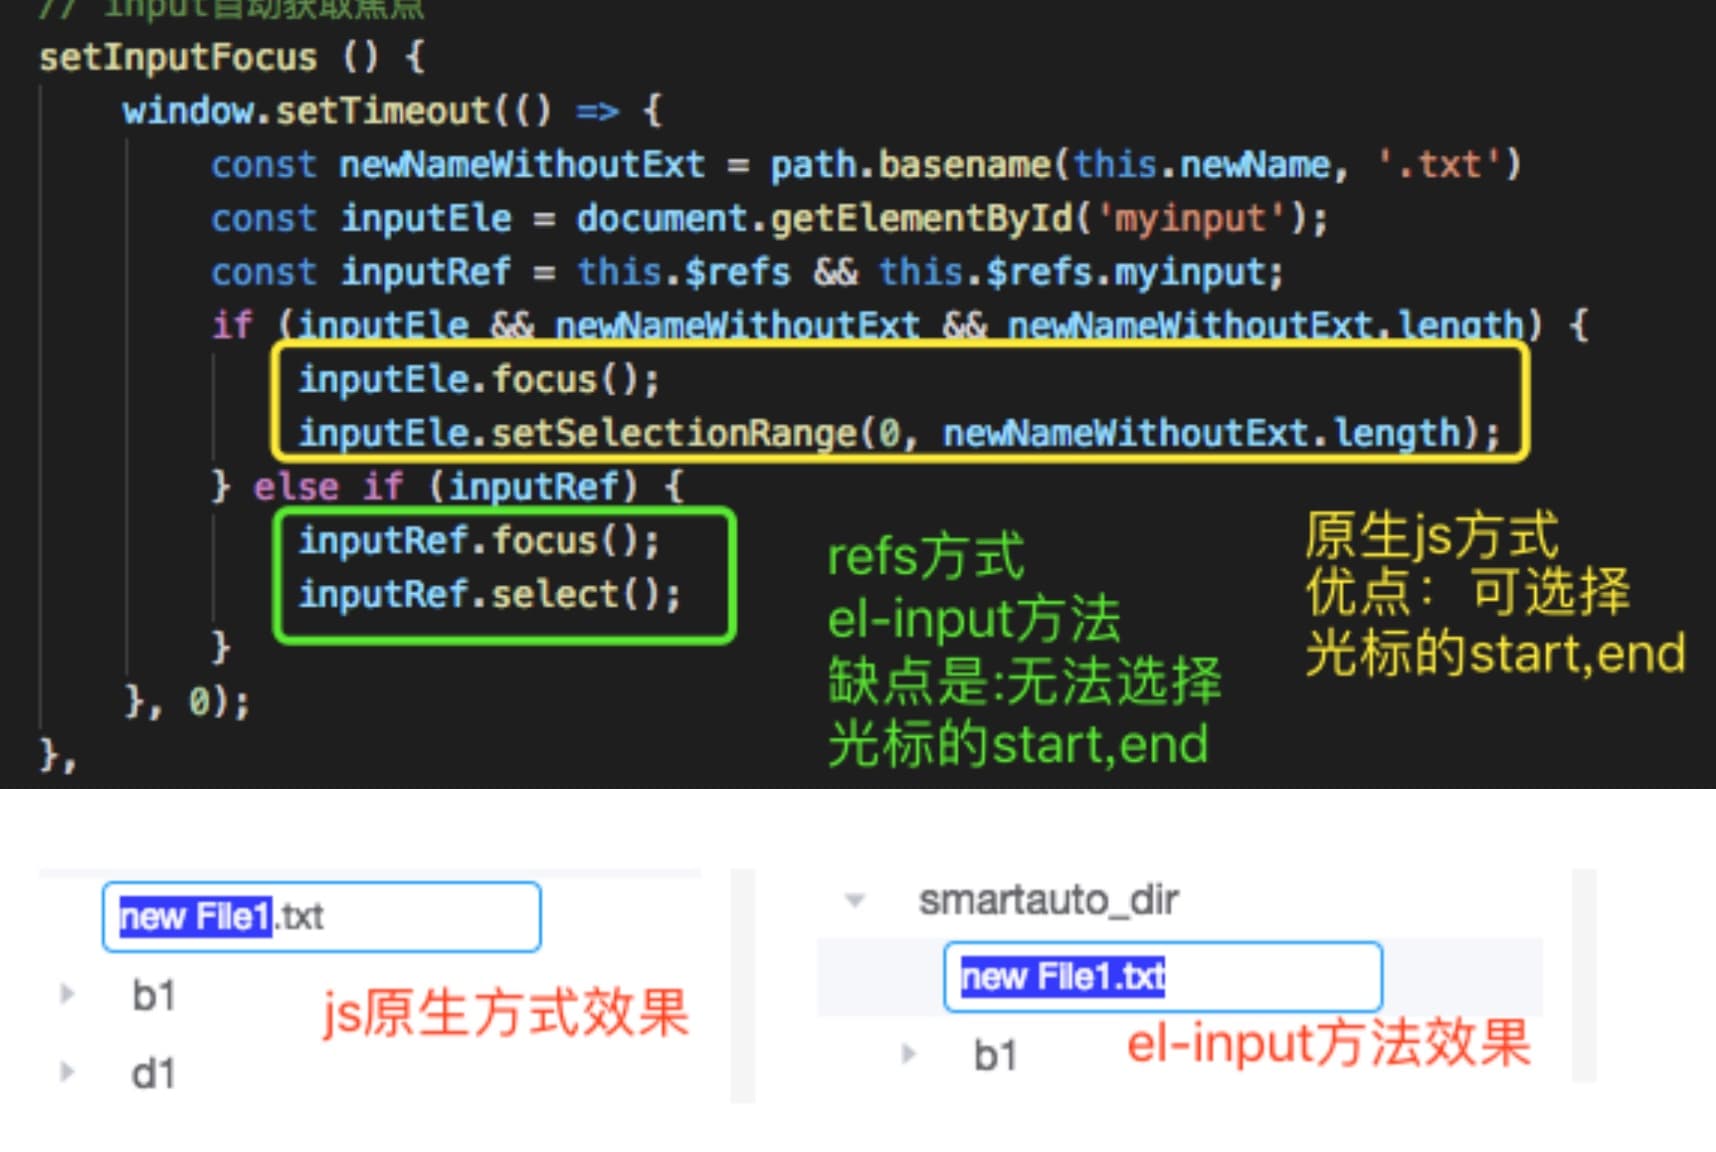 // input自动获取焦点
setInputFocus () {
window.setTimeout(() => {
const newNameWithoutExt = path.basename(this.newName, '.txt')
const inputEle = document.getElementById('myinput');
const inputRef = this.$refs && this.$refs.myinput;
if (inputEle && newNameWithoutExt && newNameWithoutExt.length) {
inputEle.focus();
inputEle.setSelectionRange(0, newNameWithoutExt.length);
} else if (inputRef) {
inputRef.focus();
inputRef.select();
}
}, 0);
},
refs方式
el-input方法
缺点是:无法选择
光标的start,end
原生js方式
优点：可选择
光标的start,end
new File1.txt
b1
d1
js原生方式效果
smartauto_dir
new File1.txt
b1
el-input方法效果